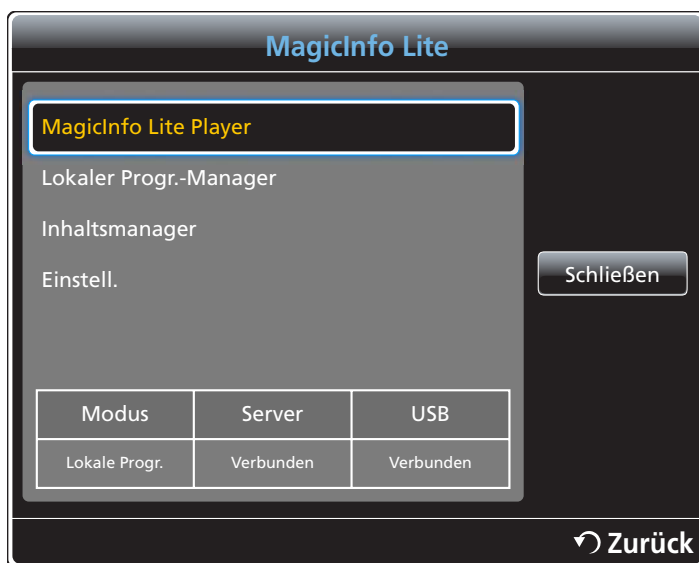 MagicInfo Lite
MagicInfo Lite Player
Lokaler Progr.-Manager
Inhaltsmanager
Einstell.
Schließen
Modus Server USB
Lokale Progr. Verbunden Verbunden
Zurück